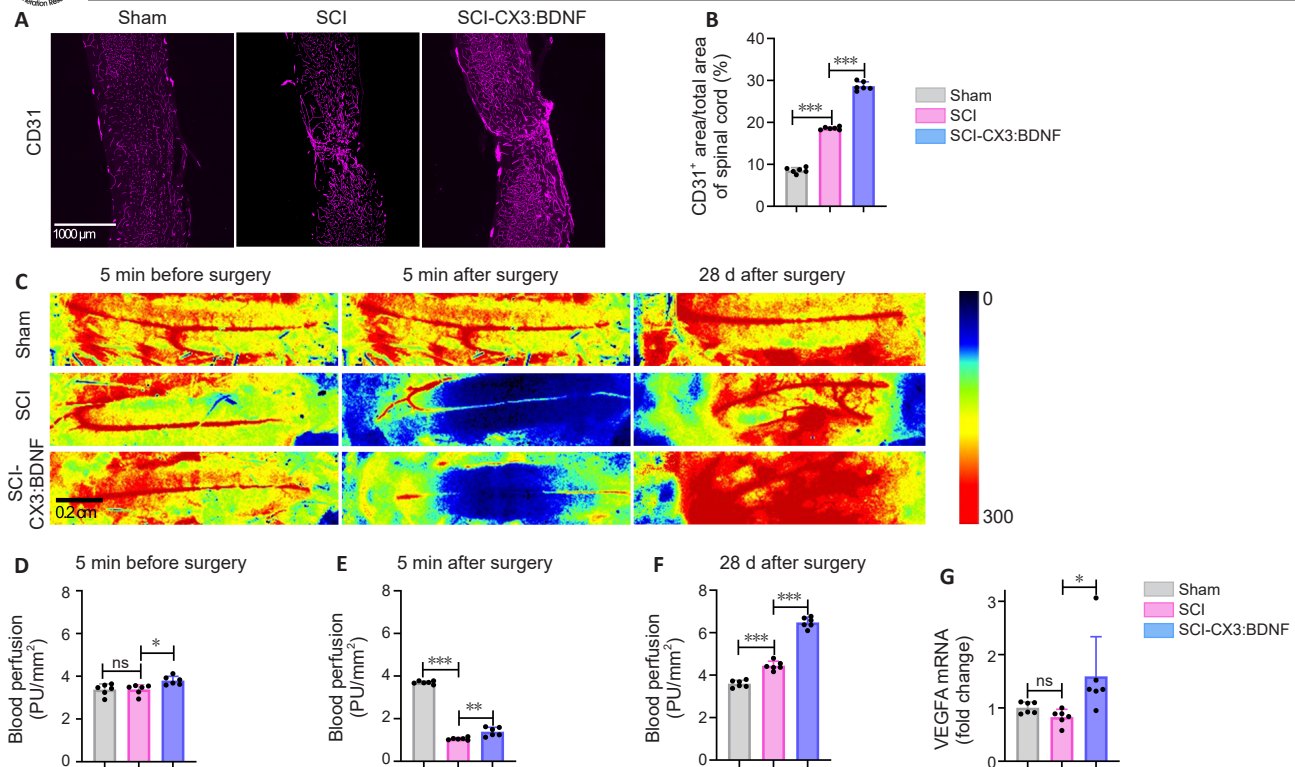 A
Sham
SCI
SCI-CX3:BDNF
CD31
1000 μm
B
CD31⁺ area/total area
of spinal cord (%)
40
30
20
10
0
***
***
Sham
SCI
SCI-CX3:BDNF
C
5 min before surgery
5 min after surgery
28 d after surgery
Sham
SCI
SCI-
CX3:BDNF
0.2 cm
0
300
D
5 min before surgery
Blood perfusion
(PU/mm²)
8
6
4
2
0
ns
*
E
5 min after surgery
Blood perfusion
(PU/mm²)
8
6
4
2
0
***
**
F
28 d after surgery
Blood perfusion
(PU/mm²)
8
6
4
2
0
***
***
G
VEGFA mRNA
(fold change)
3
2
1
0
ns
*
Sham
SCI
SCI-CX3:BDNF